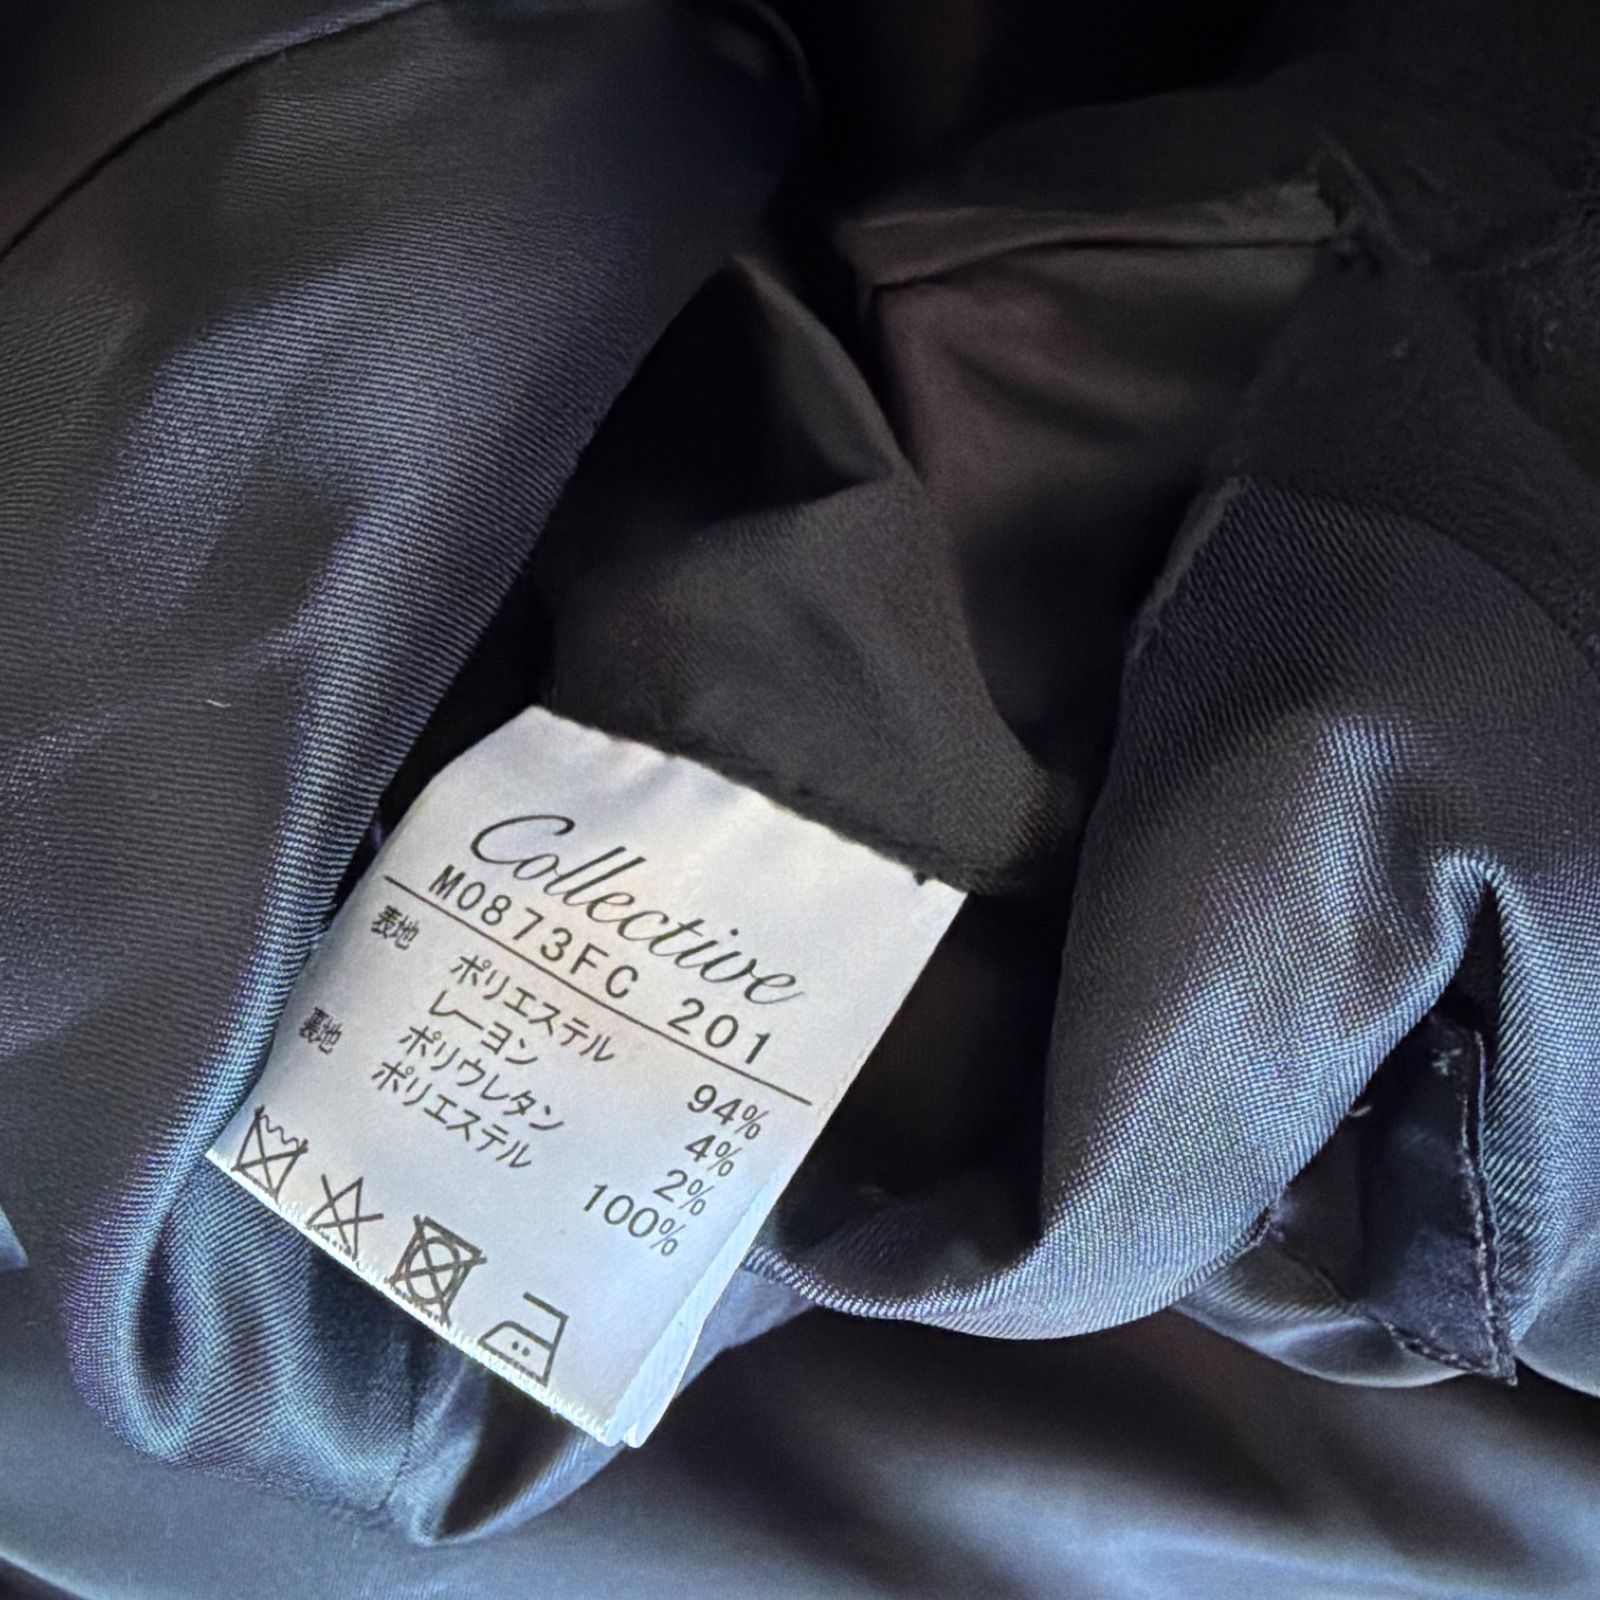 Collective
M0873FC 201
表地 ポリエステル 94%
レーヨン 4%
ポリウレタン 2%
裏地 ポリエステル 100%